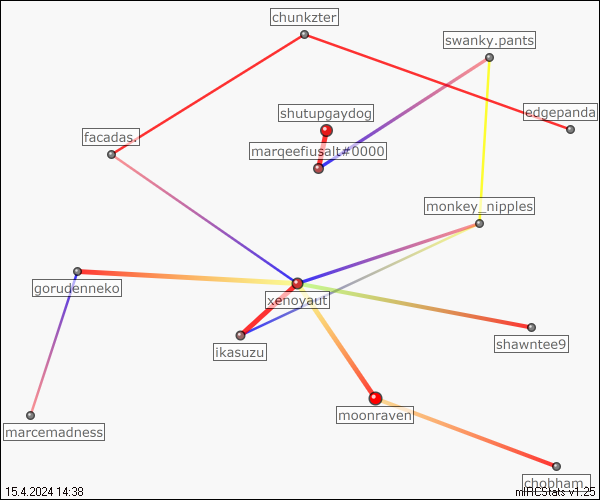 chunkzter
swanky.pants
shutupgaydog
edgepanda
facadas.
marqeefiusalt#0000
monkey_nipples
gorudenneko
xenoyaut
ikasuzu
shawntee9
moonraven
marcemadness
chobham.
15.4.2024 14:38
mIRCStats v1.25